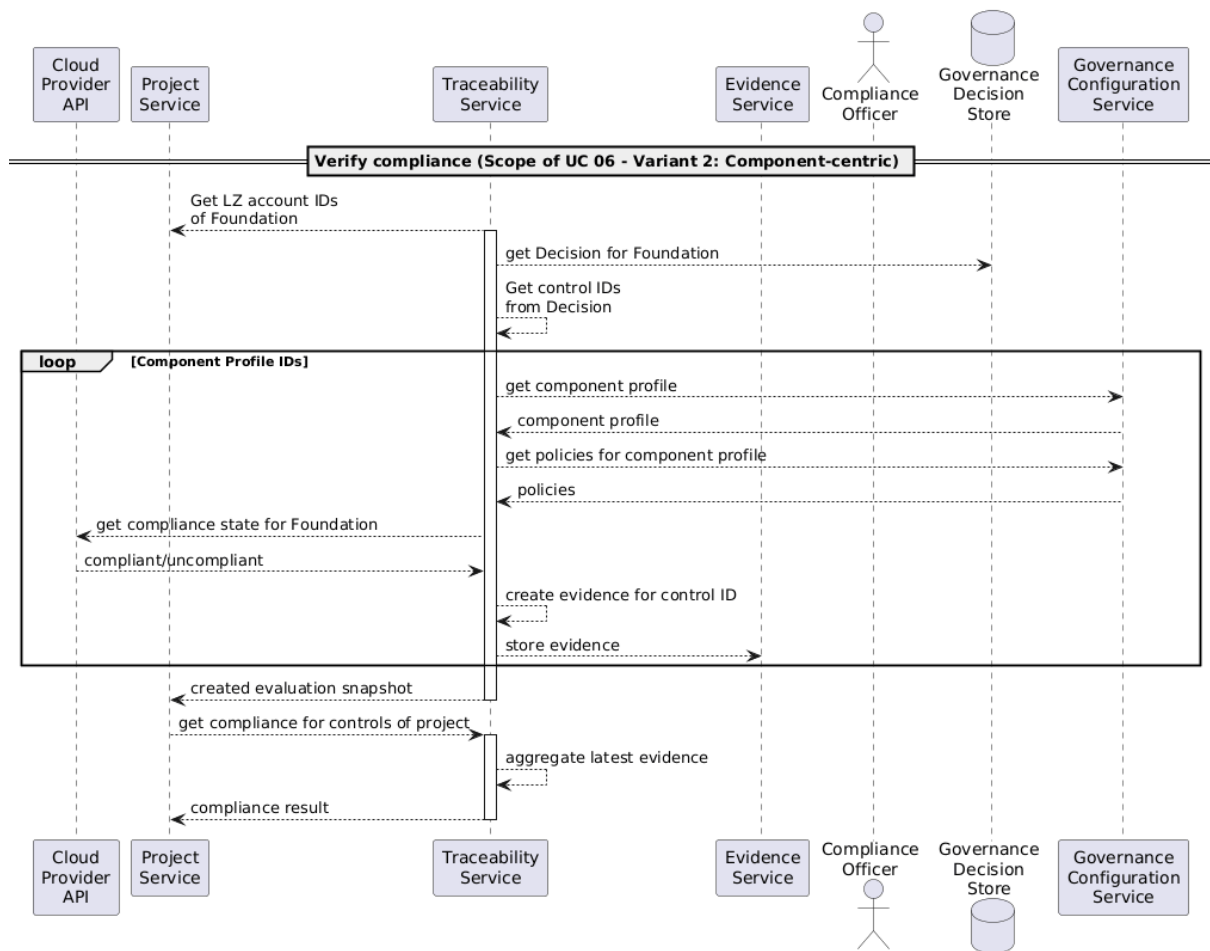 Cloud
Provider
API
Project
Service
Traceability
Service
Evidence
Service
Compliance
Officer
Governance
Decision
Store
Governance
Configuration
Service
Verify compliance (Scope of UC 06 - Variant 2: Component-centric)
Get LZ account IDs
of Foundation
get Decision for Foundation
Get control IDs
from Decision
loop
[Component Profile IDs]
get component profile
component profile
get policies for component profile
policies
get compliance state for Foundation
compliant/uncompliant
create evidence for control ID
store evidence
created evaluation snapshot
get compliance for controls of project
aggregate latest evidence
compliance result
Cloud
Provider
API
Project
Service
Traceability
Service
Evidence
Service
Compliance
Officer
Governance
Decision
Store
Governance
Configuration
Service